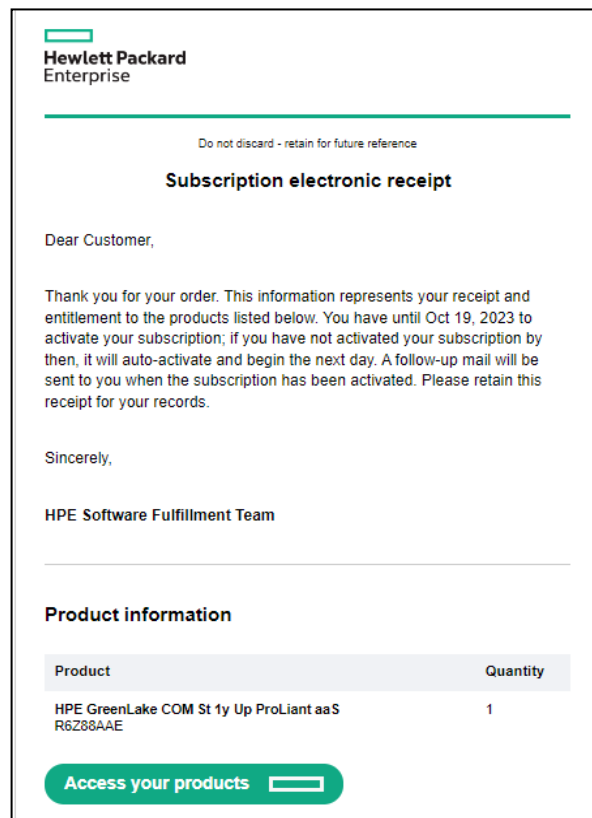 Hewlett Packard
Enterprise
Do not discard - retain for future reference
Subscription electronic receipt
Dear Customer,
Thank you for your order. This information represents your receipt and
entitlement to the products listed below. You have until Oct 19, 2023 to
activate your subscription; if you have not activated your subscription by
then, it will auto-activate and begin the next day. A follow-up mail will be
sent to you when the subscription has been activated. Please retain this
receipt for your records.
Sincerely,
HPE Software Fulfillment Team
Product information
Product Quantity
HPE GreenLake COM St 1y Up ProLiant aaS 1
R6Z88AAE
Access your products